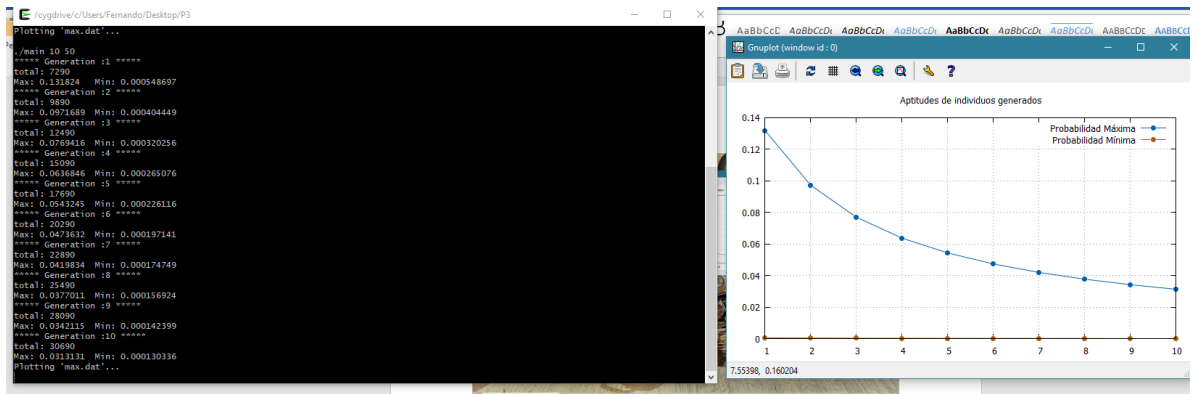 /cygdrive/c/Users/Fernando/Desktop/P3
Plotting 'max.dat'...
./main 10 50
***** Generation :1 *****
total: 7290
Max: 0.131824 Min: 0.000548697
***** Generation :2 *****
total: 9890
Max: 0.0971689 Min: 0.000404449
***** Generation :3 *****
total: 12490
Max: 0.0769416 Min: 0.000320256
***** Generation :4 *****
total: 15090
Max: 0.0636846 Min: 0.000265076
***** Generation :5 *****
total: 17690
Max: 0.0543245 Min: 0.000226116
***** Generation :6 *****
total: 20290
Max: 0.0473632 Min: 0.000197141
***** Generation :7 *****
total: 22890
Max: 0.0419834 Min: 0.000174749
***** Generation :8 *****
total: 25490
Max: 0.0377011 Min: 0.000156924
***** Generation :9 *****
total: 28090
Max: 0.0342115 Min: 0.000142399
***** Generation :10 *****
total: 30690
Max: 0.0313131 Min: 0.000130336
Plotting 'max.dat'...
AaBbCcC AaBbCcDc AaBbCcDc AaBbCcDc AaBbCcDc AaBbCcDc AaBbCcDc AABBCCDE AABBCCDE
Gnuplot (window id : 0)
Aptitudes de individuos generados
Probabilidad Máxima
Probabilidad Mínima
0.14
0.12
0.1
0.08
0.06
0.04
0.02
0
1 2 3 4 5 6 7 8 9 10
7.55398, 0.160204